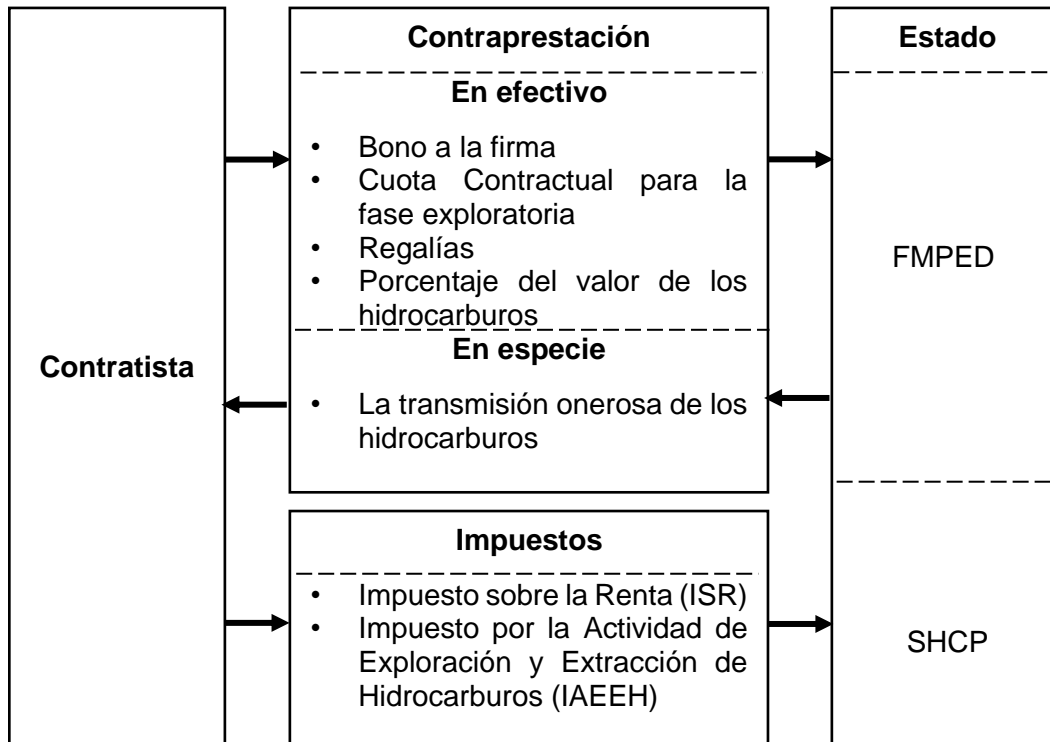 Contratista
Contraprestación
En efectivo
• Bono a la firma
• Cuota Contractual para la
fase exploratoria
• Regalías
• Porcentaje del valor de los
hidrocarburos
En especie
• La transmisión onerosa de los
hidrocarburos
Impuestos
• Impuesto sobre la Renta (ISR)
• Impuesto por la Actividad de
Exploración y Extracción de
Hidrocarburos (IAEEH)
Estado
FMPED
SHCP